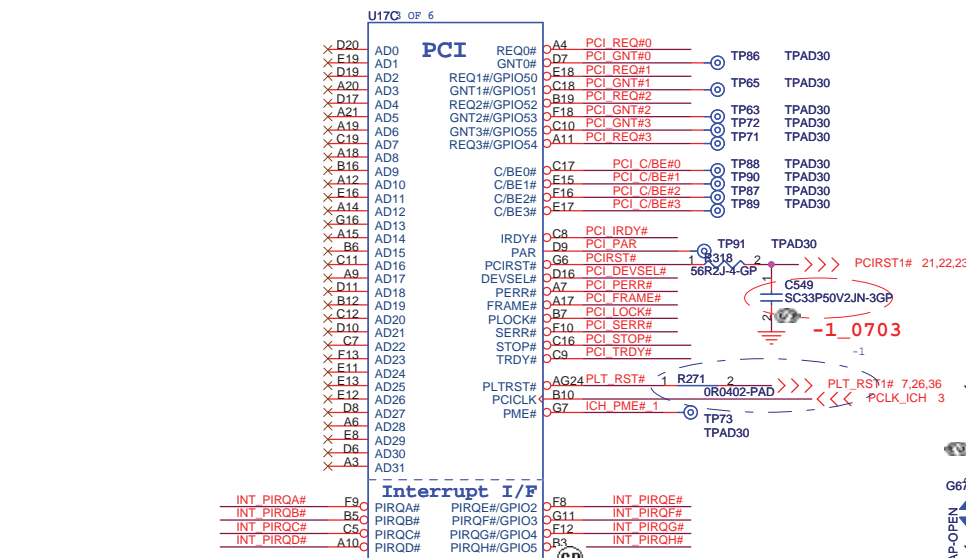 U17C 3 OF 6
PCI
D20 AD0 REQ0# A4 PCI_REQ#0
E19 AD1 GNT0# D7 PCI_GNT#0 TP86 TPAD30
D19 AD2 REQ1#/GPIO50 E18 PCI_REQ#1
A20 AD3 GNT1#/GPIO51 C18 PCI_GNT#1 TP65 TPAD30
D17 AD4 REQ2#/GPIO52 B19 PCI_REQ#2
A21 AD5 GNT2#/GPIO53 F18 PCI_GNT#2 TP63 TPAD30
A19 AD6 GNT3#/GPIO55 C10 PCI_GNT#3 TP72 TPAD30
C19 AD7 REQ3#/GPIO54 A11 PCI_REQ#3 TP71 TPAD30
A18 AD8
B16 AD9 C/BE0# C17 PCI_C/BE#0 TP88 TPAD30
A12 AD10 C/BE1# E15 PCI_C/BE#1 TP90 TPAD30
E16 AD11 C/BE2# F16 PCI_C/BE#2 TP87 TPAD30
A14 AD12 C/BE3# E17 PCI_C/BE#3 TP89 TPAD30
G16 AD13
A15 AD14 IRDY# C8 PCI_IRDY#
B6 AD15 PAR D9 PCI_PAR TP91 TPAD30
C11 AD16 PCIRST# G6 PCIRST# 1 R318 2 PCIRST1# 21,22,23
56R2J-4-GP
A9 AD17 DEVSEL# D16 PCI_DEVSEL#
D11 AD18 PERR# A7 PCI_PERR#
B12 AD19 FRAME# A17 PCI_FRAME#
C12 AD20 PLOCK# B7 PCI_LOCK#
D10 AD21 SERR# F10 PCI_SERR#
C7 AD22 STOP# C16 PCI_STOP#
F13 AD23 TRDY# C9 PCI_TRDY#
1 C549
SC33P50V2JN-3GP
2
-1_0703
-1
E11 AD24
E13 AD25 PLTRST# AG24 PLT_RST# 1 R271 2 PLT_RST1# 7,26,36
0R0402-PAD
E12 AD26 PCICLK B10 PCLK_ICH 3
D8 AD27 PME# G7 ICH_PME#_1 TP73
TPAD30
A6 AD28
E8 AD29
D6 AD30
A3 AD31
Interrupt I/F
INT_PIRQA# F9 PIRQA# PIRQE#/GPIO2 F8 INT_PIRQE#
INT_PIRQB# B5 PIRQB# PIRQF#/GPIO3 G11 INT_PIRQF#
INT_PIRQC# C5 PIRQC# PIRQG#/GPIO4 F12 INT_PIRQG#
INT_PIRQD# A10 PIRQD# PIRQH#/GPIO5 B3 INT_PIRQH#
G67
AP-OPEN